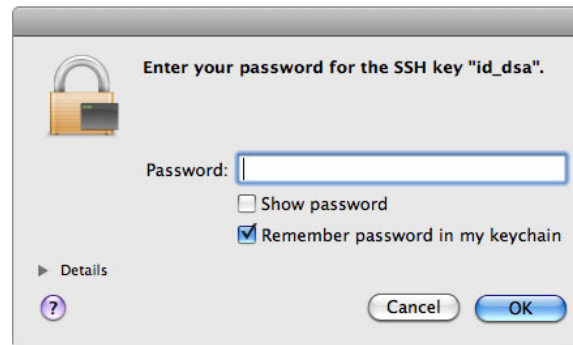 Enter your password for the SSH key "id_dsa".
Password:
Show password
Remember password in my keychain
Details
?
Cancel
OK